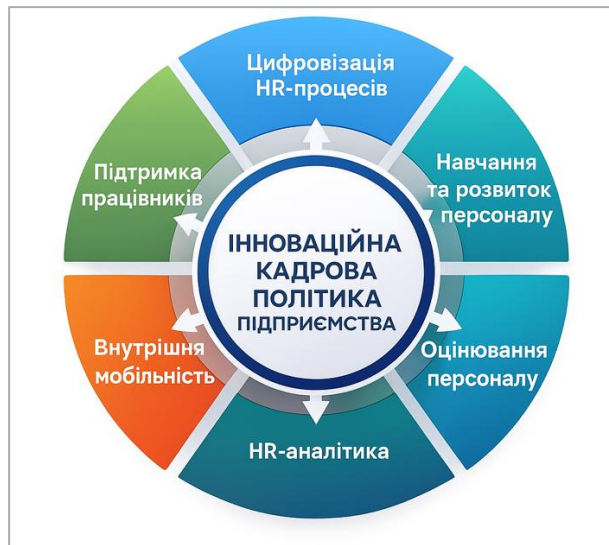 Цифровізація
HR-процесів
Навчання
та розвиток
персоналу
Оцінювання
персоналу
HR-аналітика
Внутрішня
мобільність
Підтримка
працівників
ІННОВАЦІЙНА
КАДРОВА
ПОЛІТИКА
ПІДПРИЄМСТВА